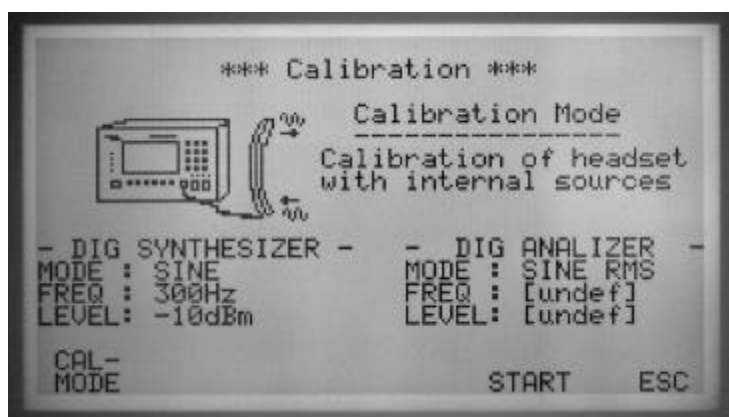 *** Calibration ***
Calibration Mode
Calibration of headset
with internal sources
- DIG SYNTHESIZER -
MODE : SINE
FREQ : 300Hz
LEVEL: -10dBm
- DIG ANALIZER -
MODE : SINE RMS
FREQ : [undef]
LEVEL: [undef]
CAL-
MODE
START ESC